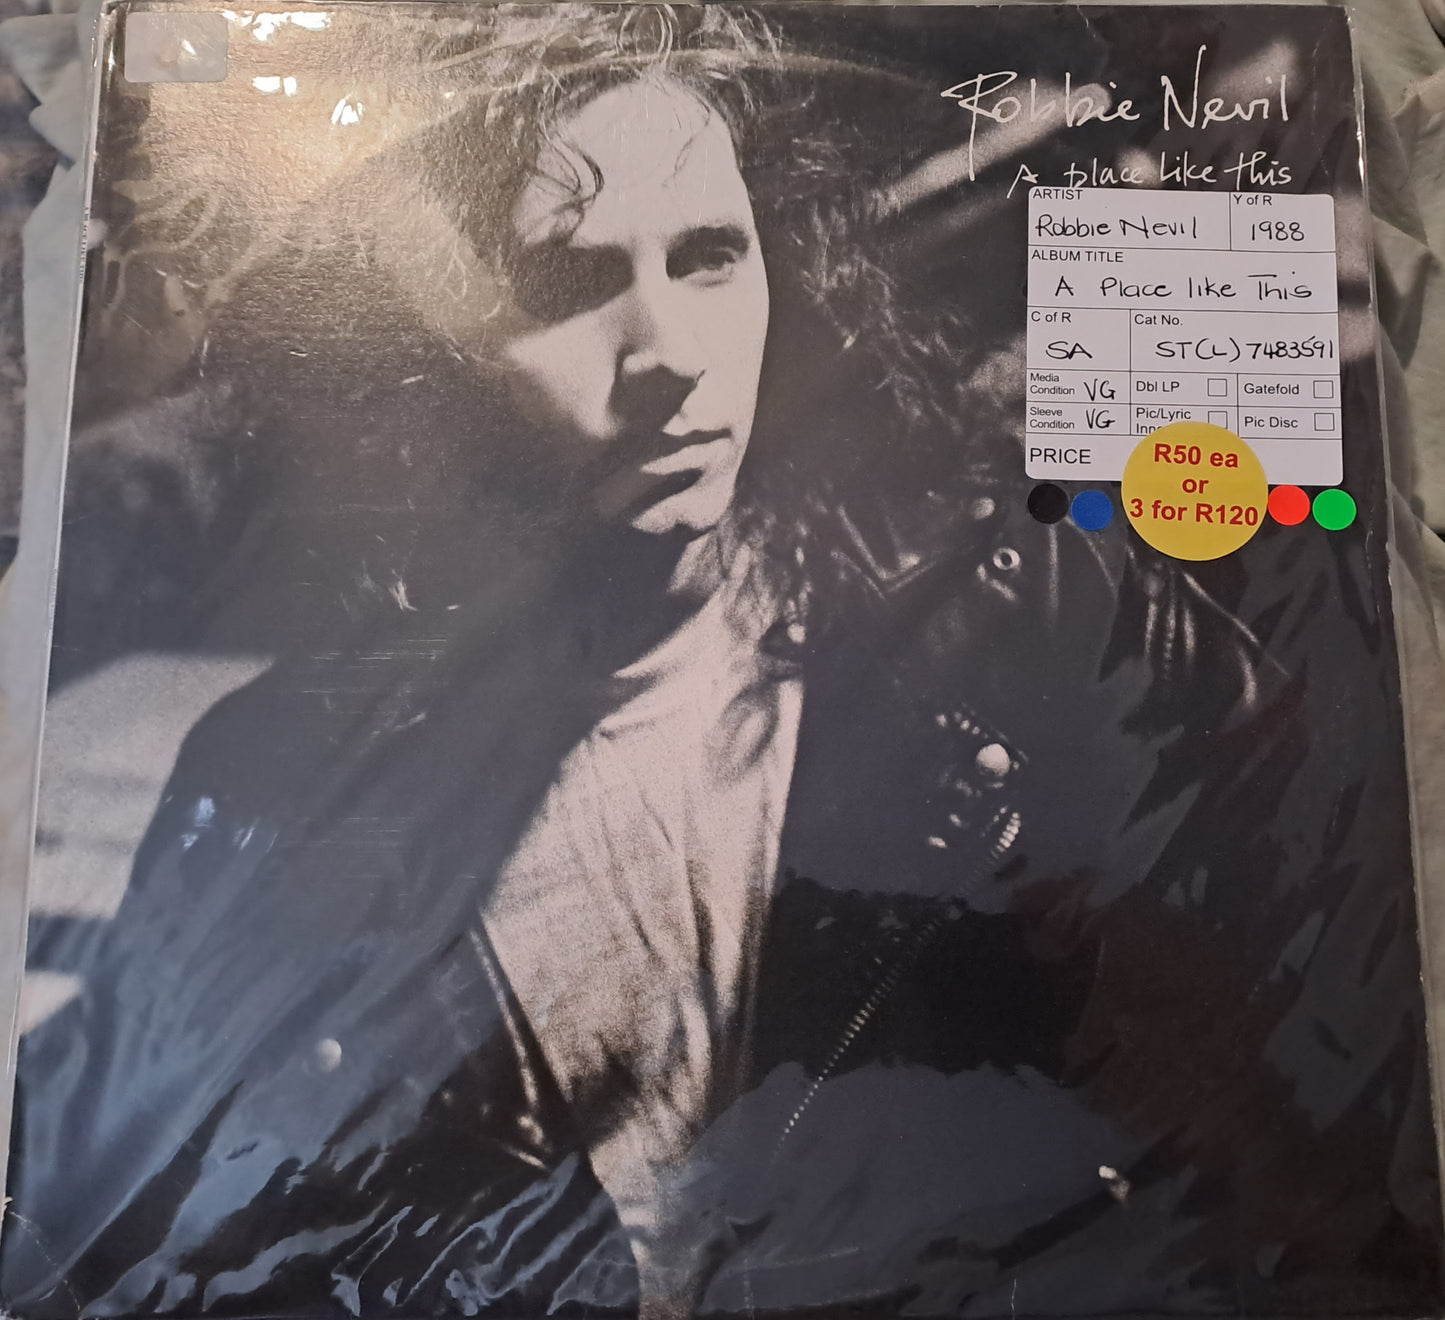 Robbie Nevil
A place like this
ARTIST
Robbie Nevil
Y of R
1988
ALBUM TITLE
A Place like This
C of R
SA
Cat No.
ST(L)7483591
Media
Condition VG
Dbl LP
Gatefold
Sleeve
Condition VG
Pic/Lyric
Pic Disc
PRICE
R50 ea
or
3 for R120